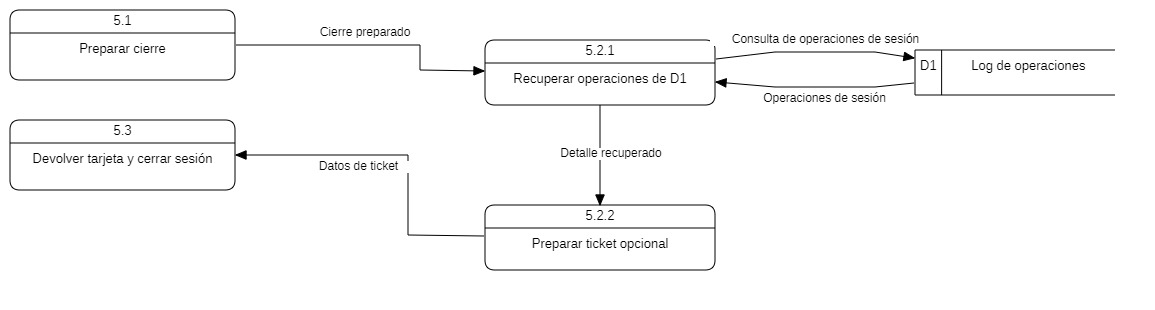 5.1
Preparar cierre
Cierre preparado
5.2.1
Recuperar operaciones de D1
Consulta de operaciones de sesión
D1
Log de operaciones
Operaciones de sesión
5.3
Devolver tarjeta y cerrar sesión
Datos de ticket
Detalle recuperado
5.2.2
Preparar ticket opcional